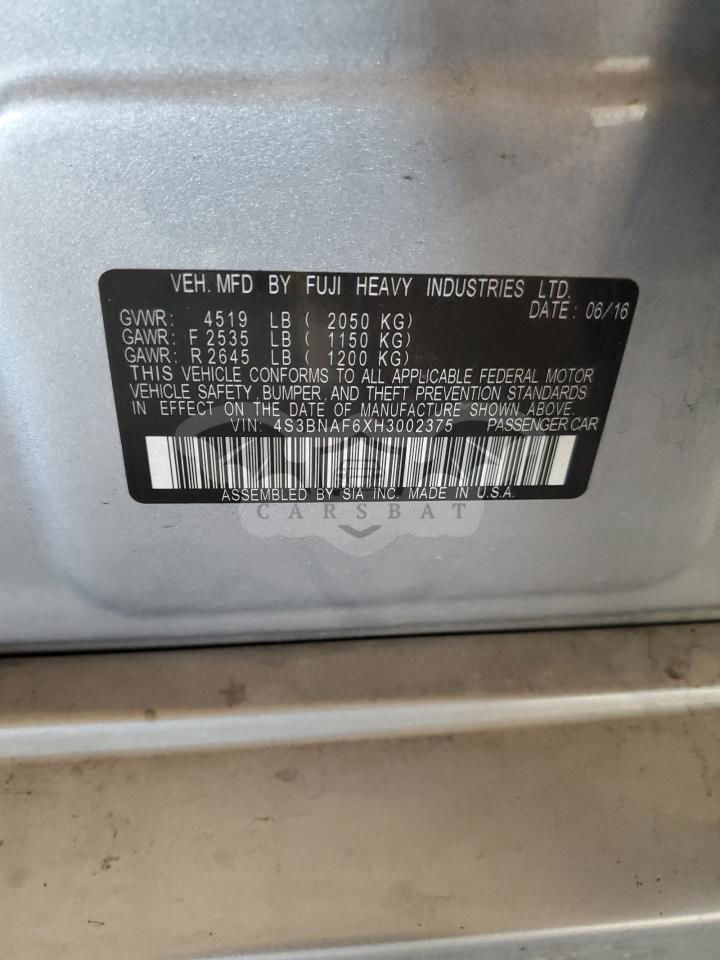 VEH. MFD BY FUJI HEAVY INDUSTRIES LTD.
DATE: 06/16
GVWR: 4519 LB ( 2050 KG)
GAWR: F 2535 LB ( 1150 KG)
GAWR: R 2645 LB ( 1200 KG)
THIS VEHICLE CONFORMS TO ALL APPLICABLE FEDERAL MOTOR
VEHICLE SAFETY, BUMPER, AND THEFT PREVENTION STANDARDS
IN EFFECT ON THE DATE OF MANUFACTURE SHOWN ABOVE.
VIN: 4S3BNAF6XH3002375 PASSENGER CAR
ASSEMBLED BY SIA INC. MADE IN U.S.A.
CARSBAT